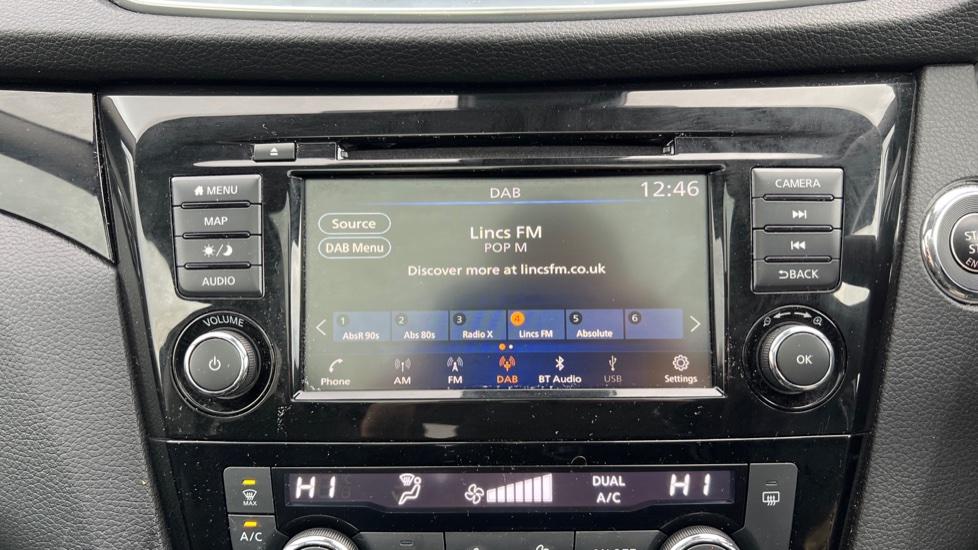 MENU
MAP
AUDIO
VOLUME
DAB 12:46
Source
DAB Menu
Lincs FM
POP M
Discover more at lincsfm.co.uk
1 AbsR 90s
2 Abs 80s
3 Radio X
4 Lincs FM
5 Absolute
6
Phone AM FM DAB BT Audio USB Settings
CAMERA
BACK
OK
MAX
A/C
HI
DUAL
A/C
HI